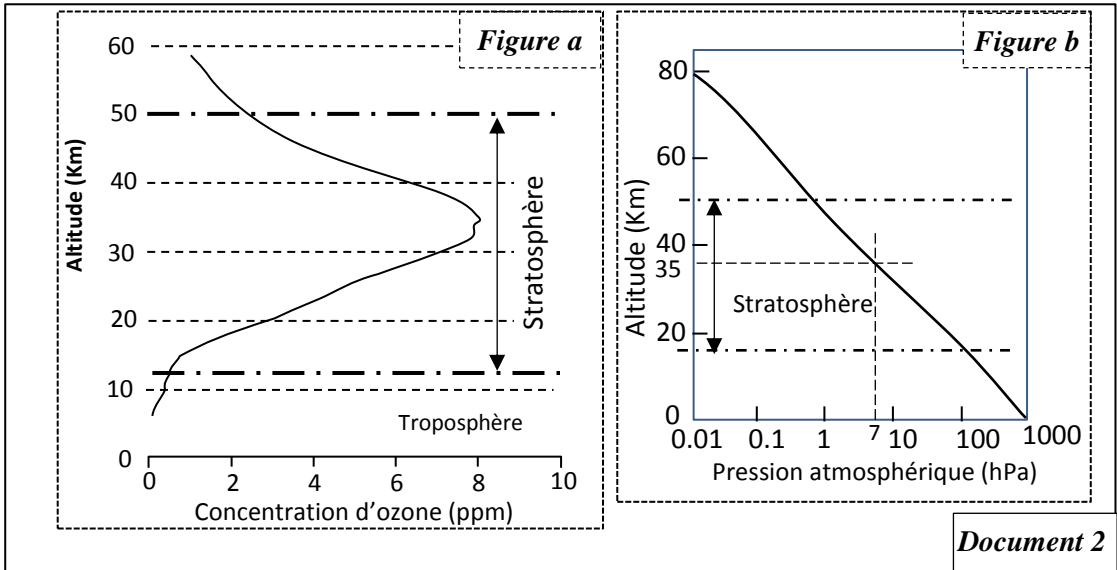 Figure a
60
50
40
30
20
10
0
Altitude (Km)
Stratosphère
Troposphère
0 2 4 6 8 10
Concentration d'ozone (ppm)
Figure b
80
60
40
35
20
0
Altitude (Km)
Stratosphère
0.01 0.1 1 7 10 100 1000
Pression atmosphérique (hPa)
Document 2